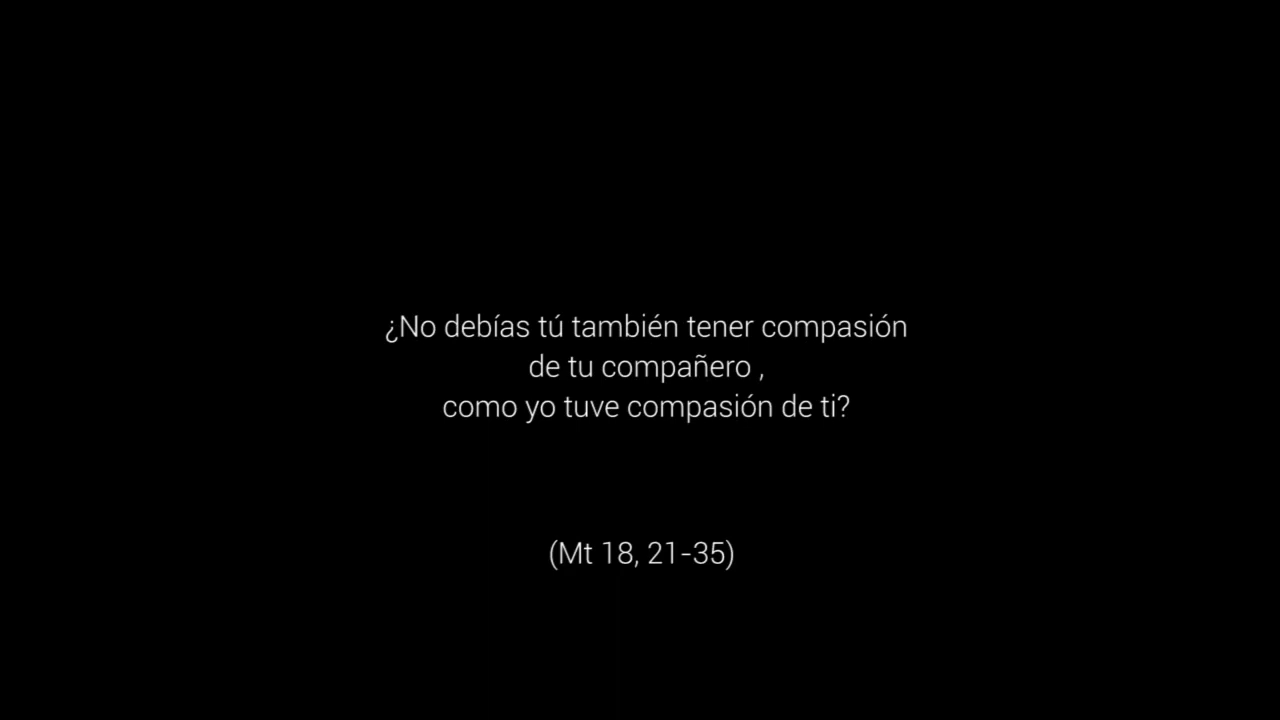 ¿No debías tú también tener compasión
de tu compañero ,
como yo tuve compasión de ti?
(Mt 18, 21-35)